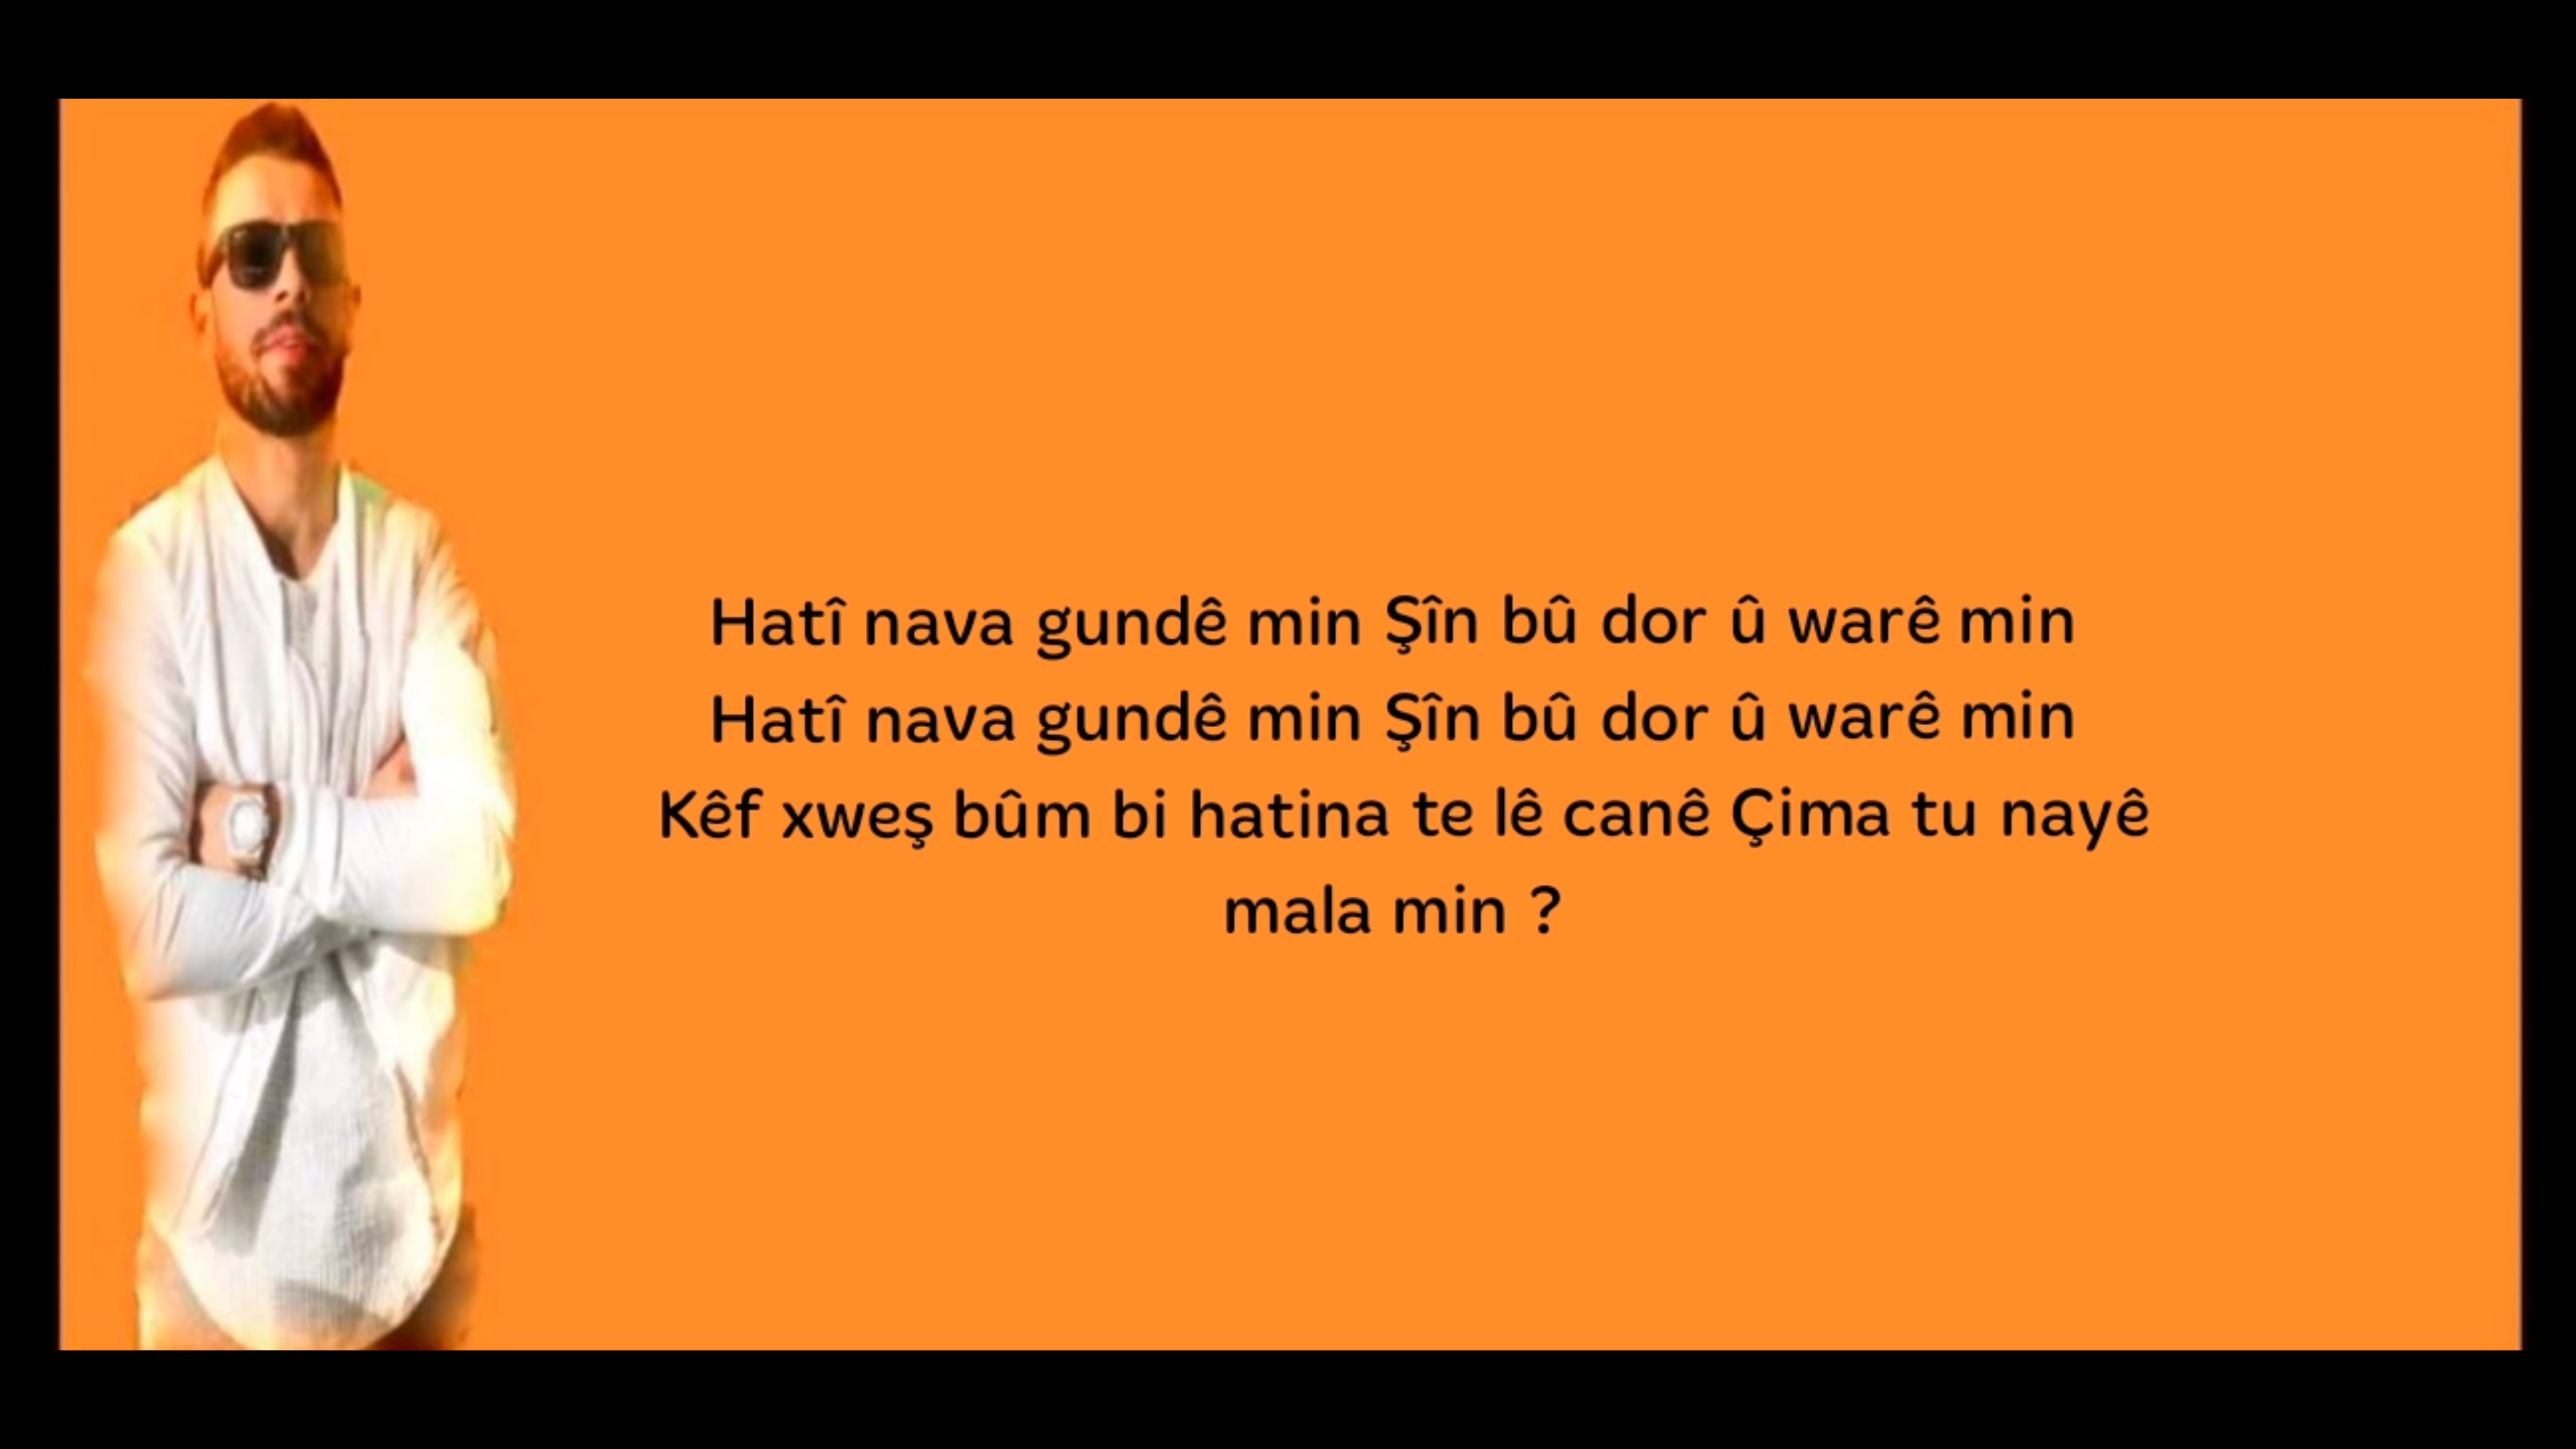 Hatî nava gundê min Şîn bû dor û warê min
Hatî nava gundê min Şîn bû dor û warê min
Kêf xweş bûm bi hatina te lê canê Çima tu nayê
mala min ?